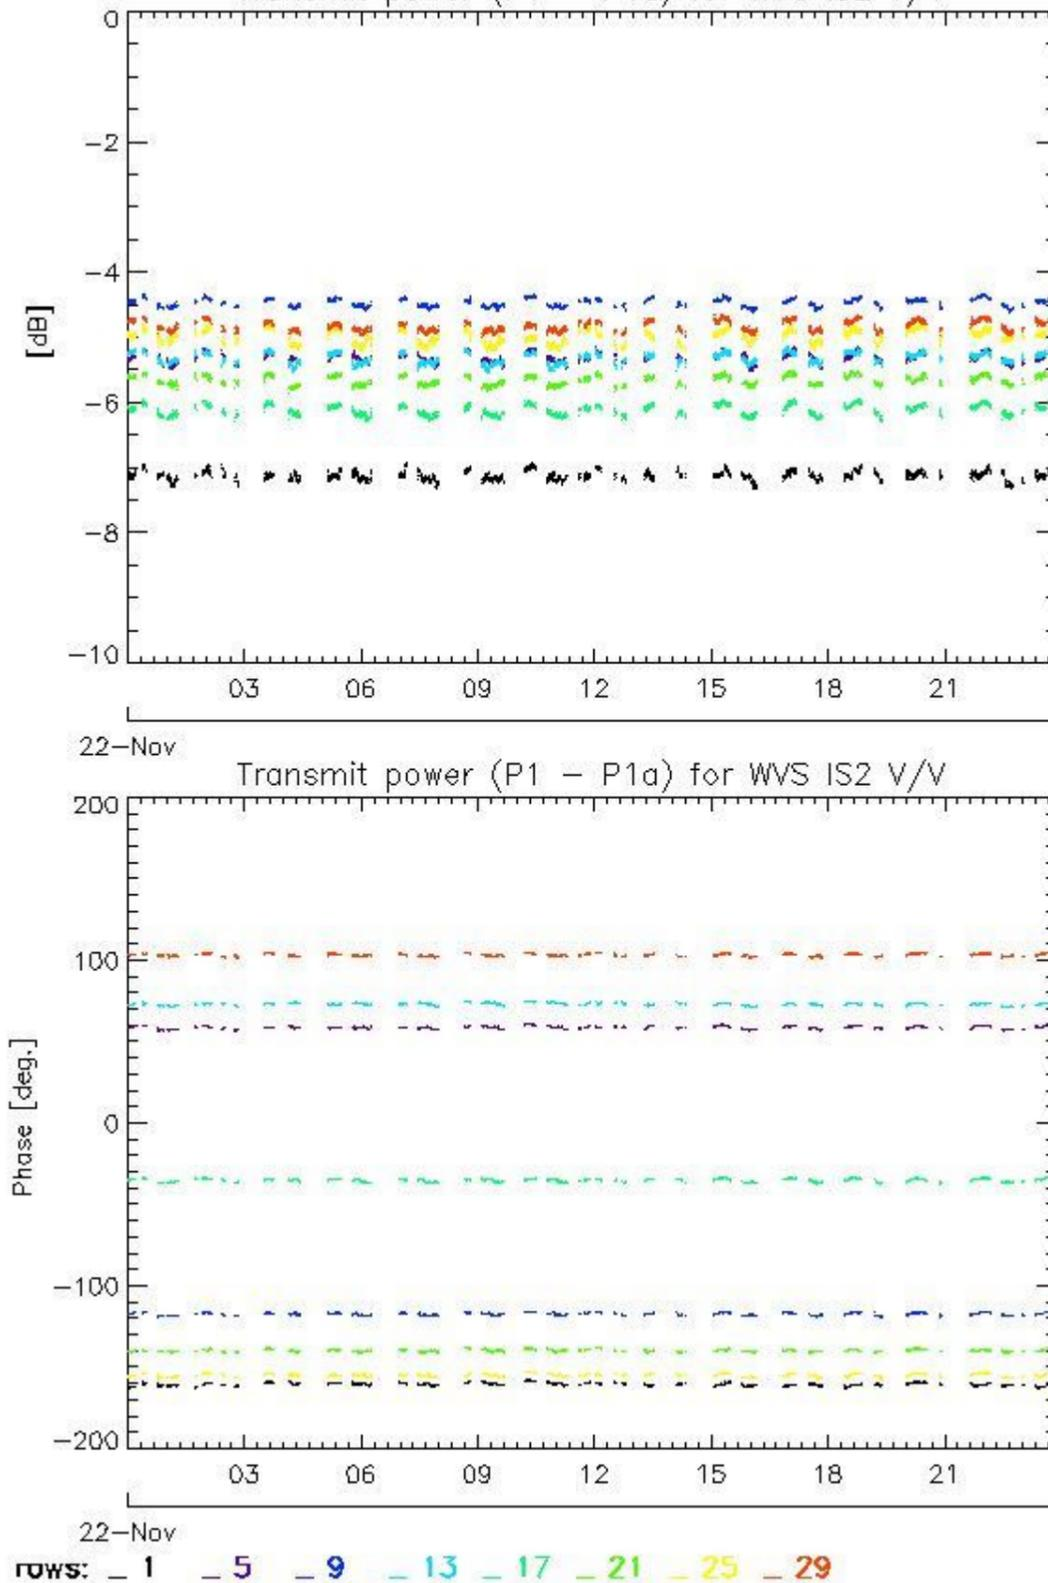 0
-2
-4
[dB]
-6
-8
-10
03 06 09 12 15 18 21
22-Nov
Transmit power (P1 - P1a) for WVS IS2 V/V
200
100
Phase [deg.]
0
-100
-200
03 06 09 12 15 18 21
22-Nov
rows: _ 1 _ 5 _ 9 _ 13 _ 17 _ 21 _ 25 _ 29